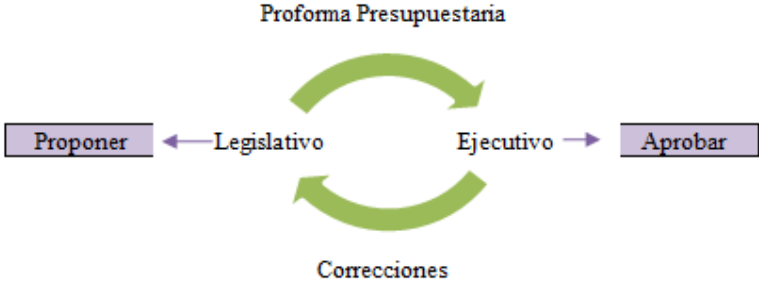 Proforma Presupuestaria
Proponer
Legislativo
Ejecutivo
Aprobar
Correcciones